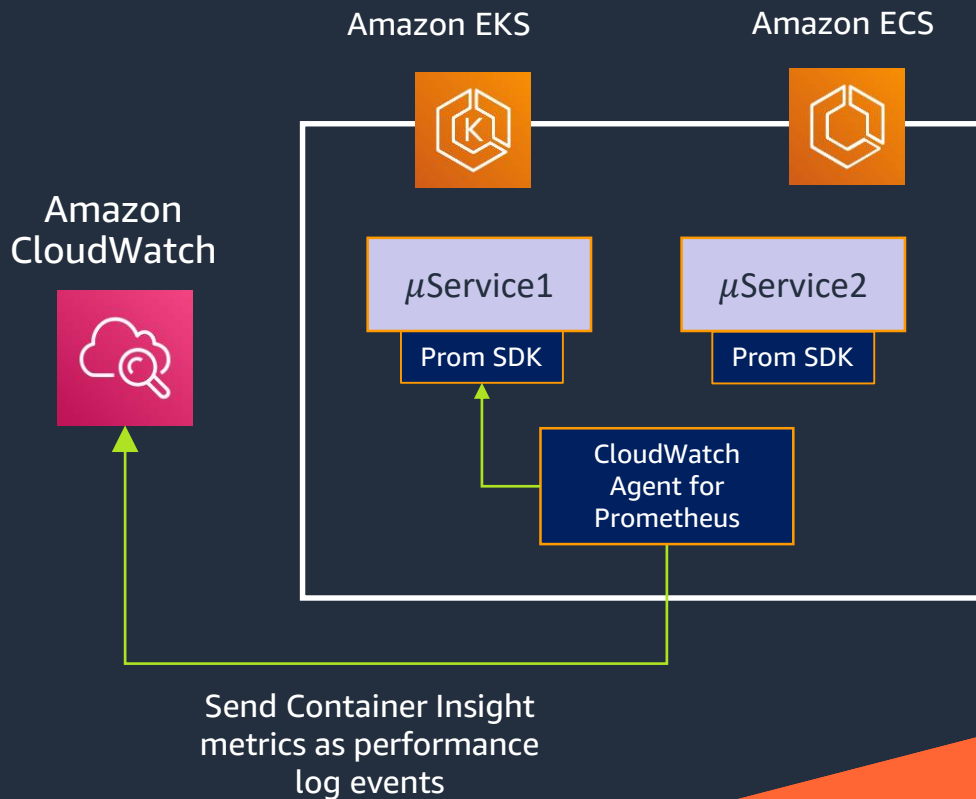 Amazon EKS
Amazon ECS
K
Amazon
CloudWatch
𝜇Service1
𝜇Service2
Prom SDK
Prom SDK
CloudWatch
Agent for
Prometheus
Send Container Insight
metrics as performance
log events